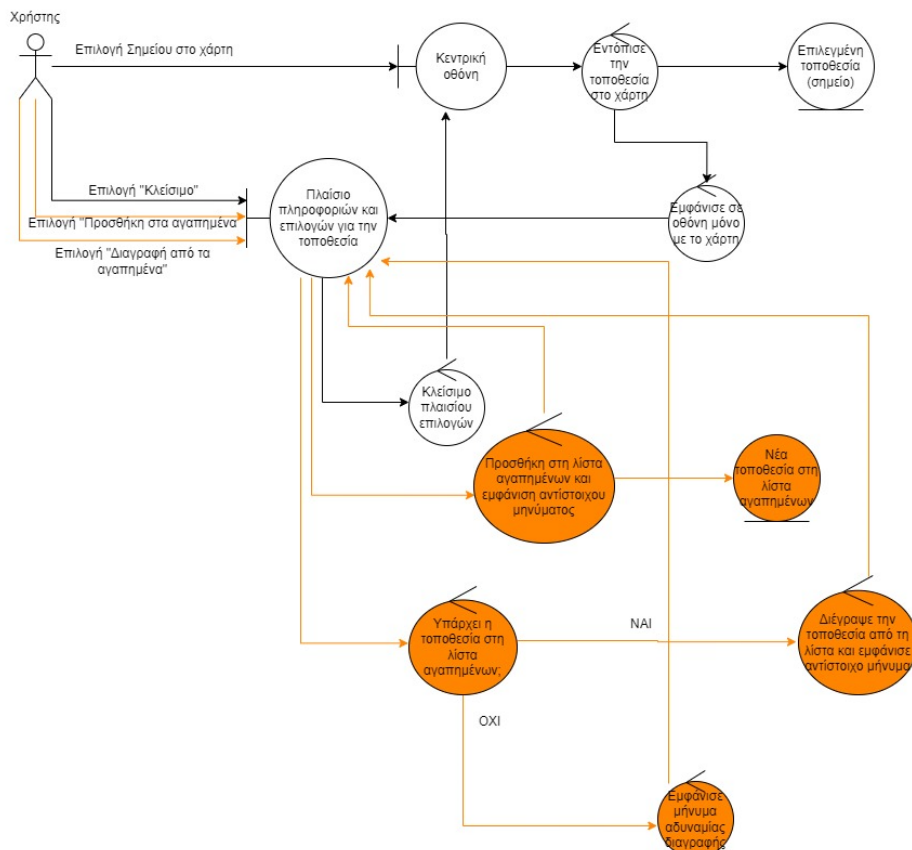 Χρήστης
Επιλογή Σημείου στο χάρτη
Κεντρική
οθόνη
Εντόπισε
την
τοποθεσία
στο χάρτη
Επιλεγμένη
τοποθεσία
(σημείο)
Επιλογή "Κλείσιμο"
Επιλογή "Προσθήκη στα αγαπημένα
Επιλογή "Διαγραφή από τα
αγαπημένα"
Πλαίσιο
πληροφοριών και
επιλογών για την
τοποθεσία
Εμφάνισε σε
οθόνη μόνο
με το χάρτη
Κλείσιμο
πλαισίου
επιλογών
Προσθήκη στη λίστα
αγαπημένων και
εμφάνιση αντίστοιχου
μηνύματος
Νέα
τοποθεσία στη
λίστα
αγαπημένων
Υπάρχει η
τοποθεσία στη
λίστα
αγαπημένων;
ΝΑΙ
Διέγραψε την
τοποθεσία από τη
λίστα και εμφάνισε
αντίστοιχο μήνυμα
ΟΧΙ
Εμφάνισε
μήνυμα
αδυναμίας
διαγραφής